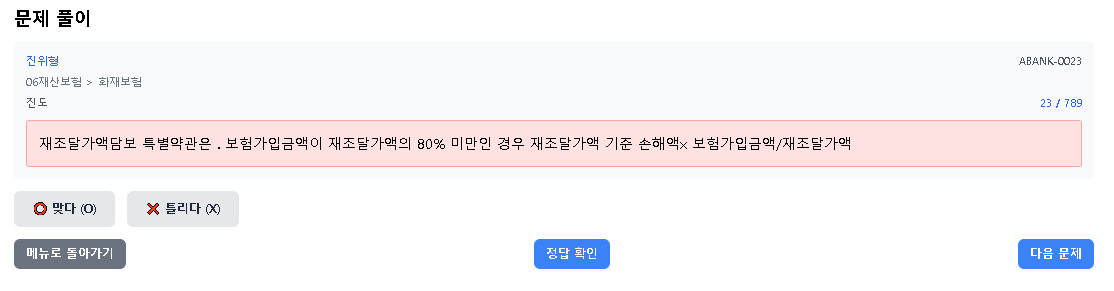 문제 풀이
진위형 ABANK-0023
06재산보험 > 화재보험
진도 23 / 789
재조달가액담보 특별약관은 . 보험가입금액이 재조달가액의 80% 미만인 경우 재조달가액 기준 손해액× 보험가입금액/재조달가액
⭕ 맞다 (O) ❌ 틀리다 (X)
메뉴로 돌아가기 정답 확인 다음 문제